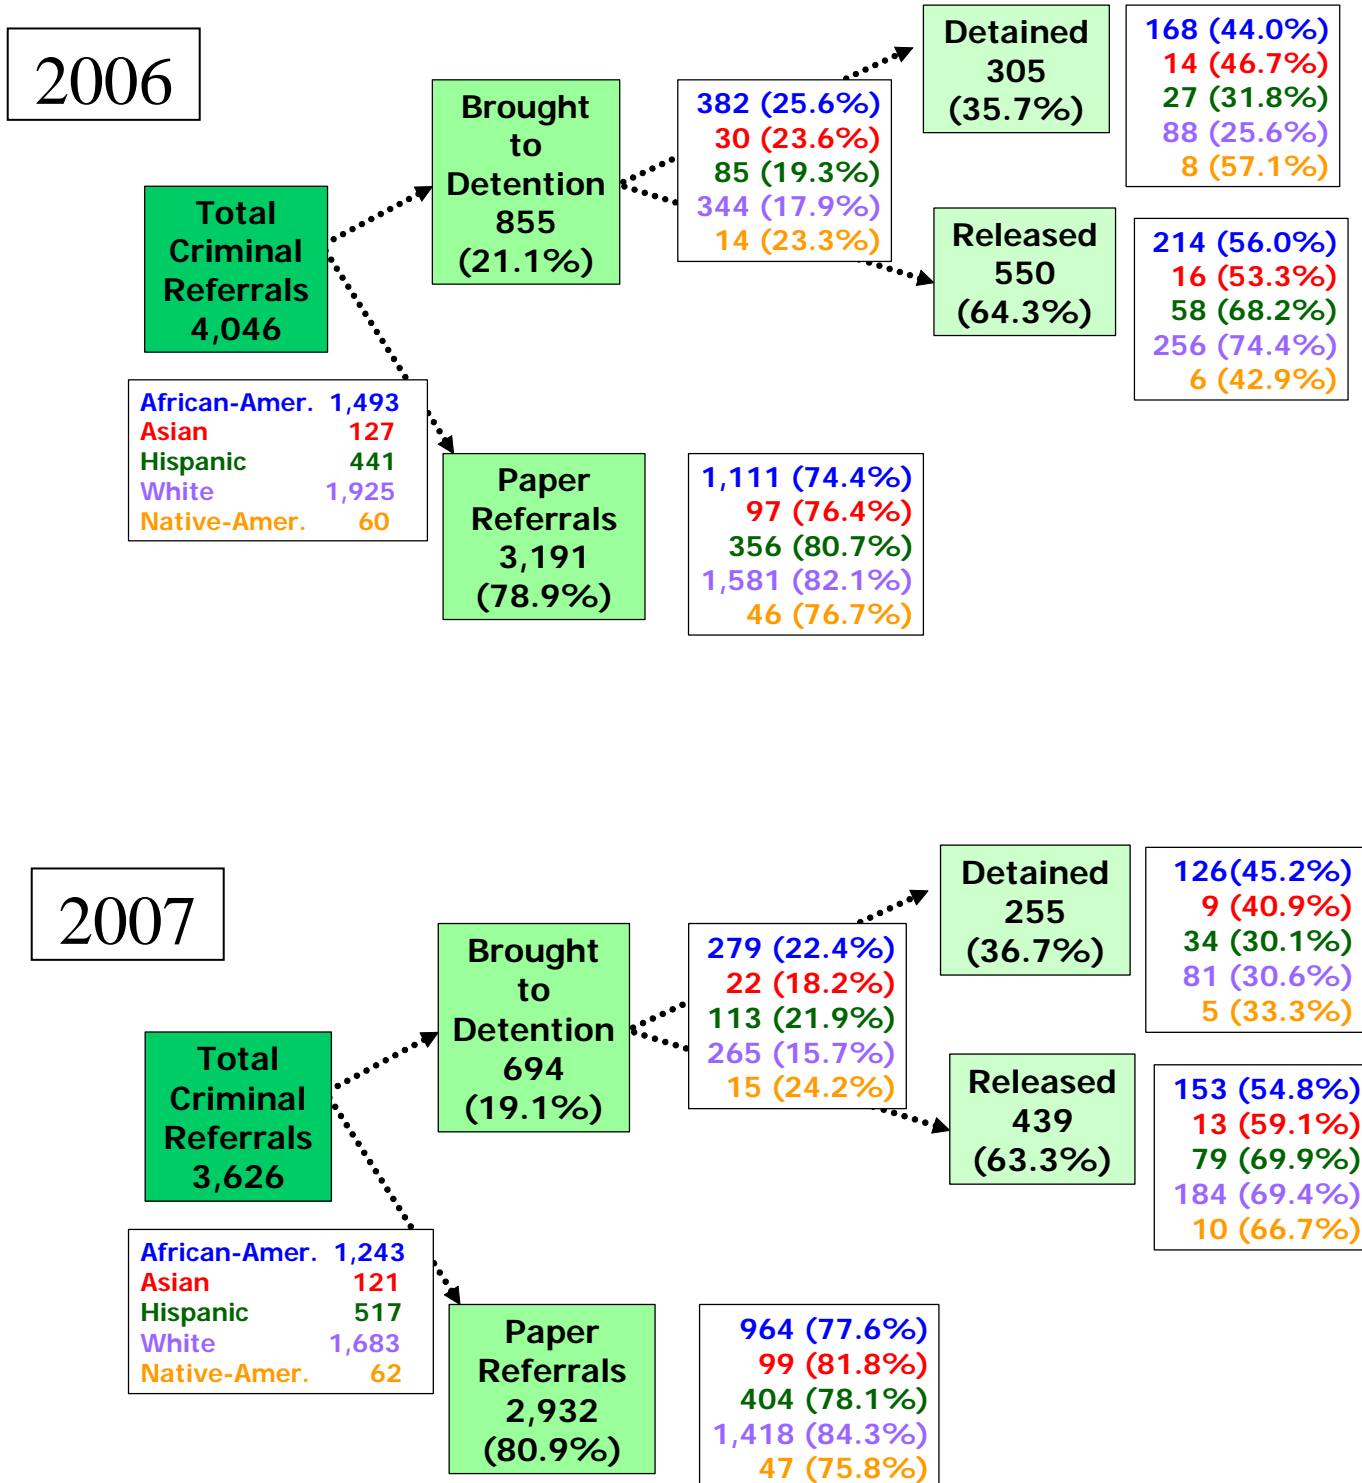 2006
Total
Criminal
Referrals
4,046
African-Amer. 1,493
Asian 127
Hispanic 441
White 1,925
Native-Amer. 60
Brought
to
Detention
855
(21.1%)
382 (25.6%)
30 (23.6%)
85 (19.3%)
344 (17.9%)
14 (23.3%)
Detained
305
(35.7%)
168 (44.0%)
14 (46.7%)
27 (31.8%)
88 (25.6%)
8 (57.1%)
Released
550
(64.3%)
214 (56.0%)
16 (53.3%)
58 (68.2%)
256 (74.4%)
6 (42.9%)
Paper
Referrals
3,191
(78.9%)
1,111 (74.4%)
97 (76.4%)
356 (80.7%)
1,581 (82.1%)
46 (76.7%)
2007
Total
Criminal
Referrals
3,626
African-Amer. 1,243
Asian 121
Hispanic 517
White 1,683
Native-Amer. 62
Brought
to
Detention
694
(19.1%)
279 (22.4%)
22 (18.2%)
113 (21.9%)
265 (15.7%)
15 (24.2%)
Detained
255
(36.7%)
126(45.2%)
9 (40.9%)
34 (30.1%)
81 (30.6%)
5 (33.3%)
Released
439
(63.3%)
153 (54.8%)
13 (59.1%)
79 (69.9%)
184 (69.4%)
10 (66.7%)
Paper
Referrals
2,932
(80.9%)
964 (77.6%)
99 (81.8%)
404 (78.1%)
1,418 (84.3%)
47 (75.8%)